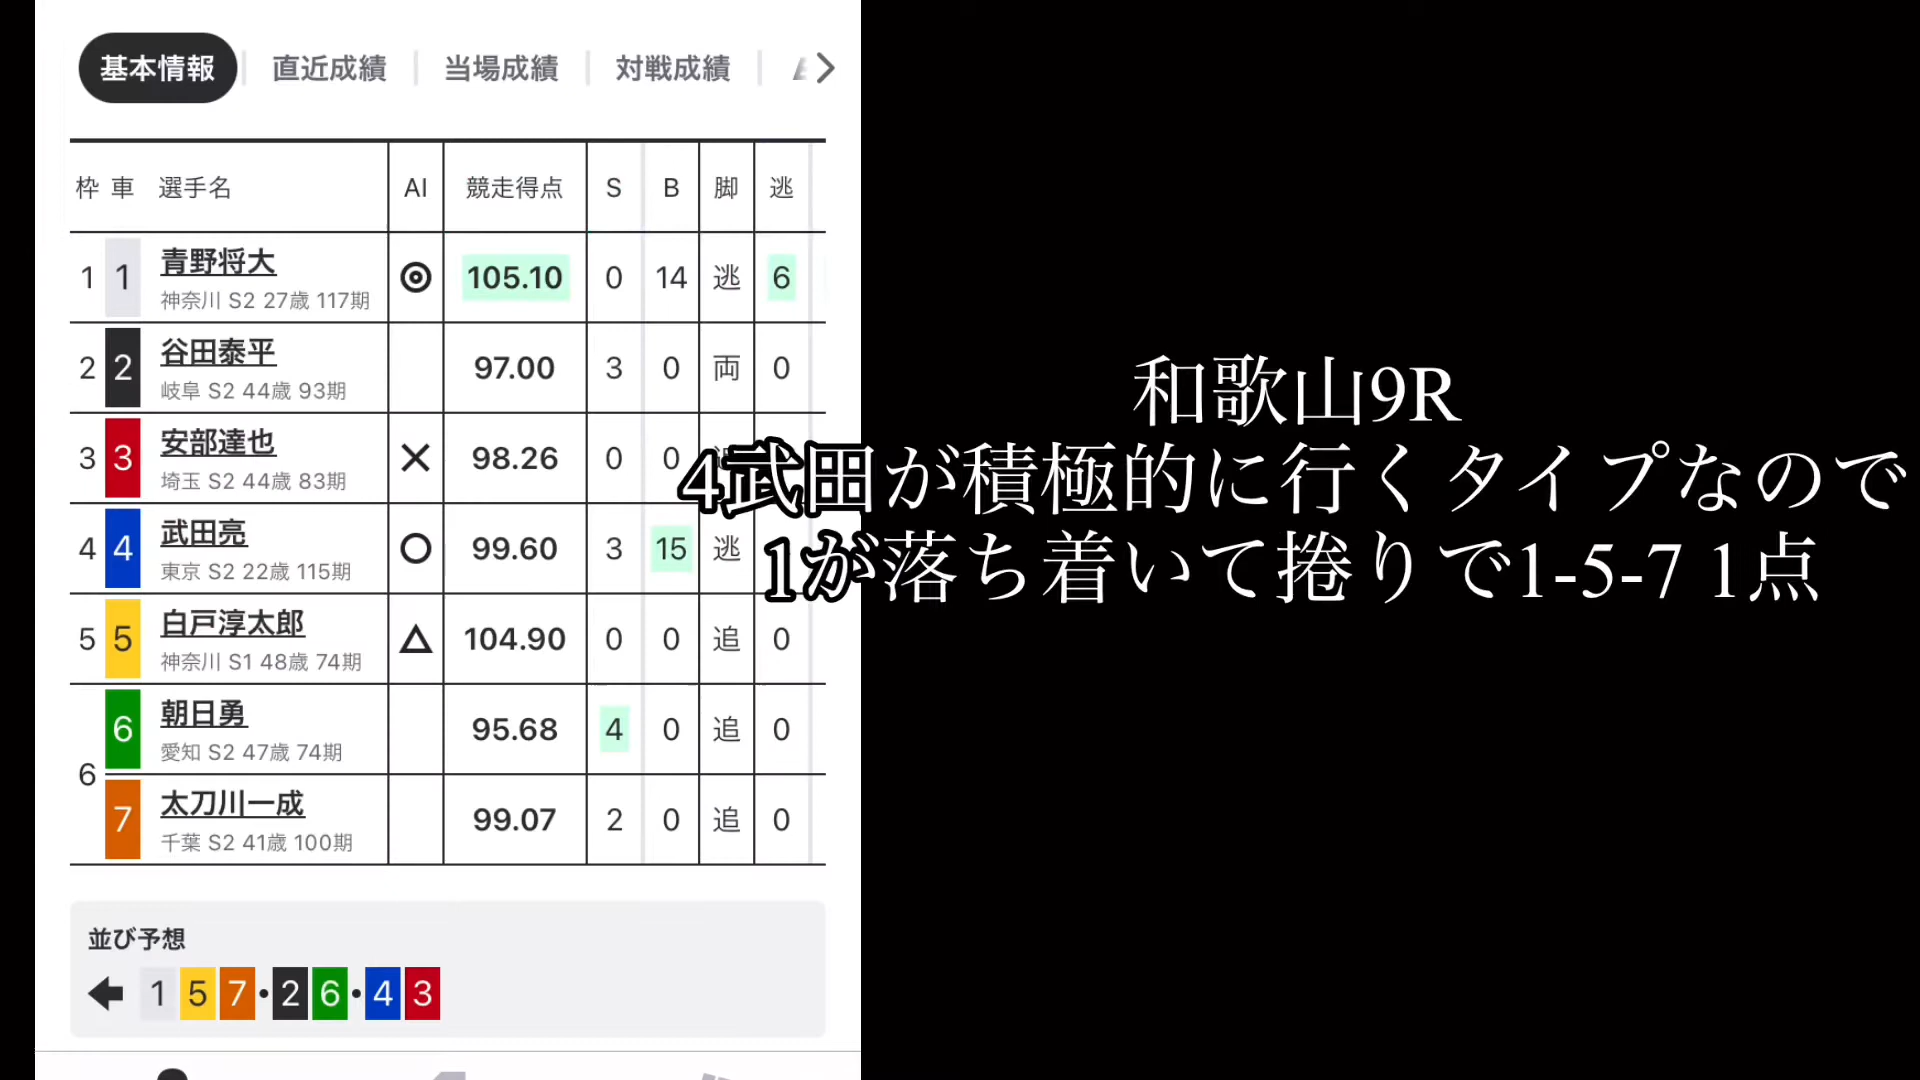 基本情報 直近成績 当場成績 対戦成績
枠 車 選手名 AI 競走得点 S B 脚 逃
1 1 青野将大 ◎ 105.10 0 14 逃 6
神奈川 S2 27歳 117期
2 2 谷田泰平 97.00 3 0 両 0
岐阜 S2 44歳 93期
3 3 安部達也 × 98.26 0 0
埼玉 S2 44歳 83期
4 4 武田亮 ○ 99.60 3 15 逃
東京 S2 22歳 115期
5 5 白戸淳太郎 △ 104.90 0 0 追 0
神奈川 S1 48歳 74期
6 6 朝日勇 95.68 4 0 追 0
愛知 S2 47歳 74期
7 太刀川一成 99.07 2 0 追 0
千葉 S2 41歳 100期
並び予想
1 5 7・2 6・4 3
和歌山9R
4武田が積極的に行くタイプなので
1が落ち着いて捲りで1-5-7 1点